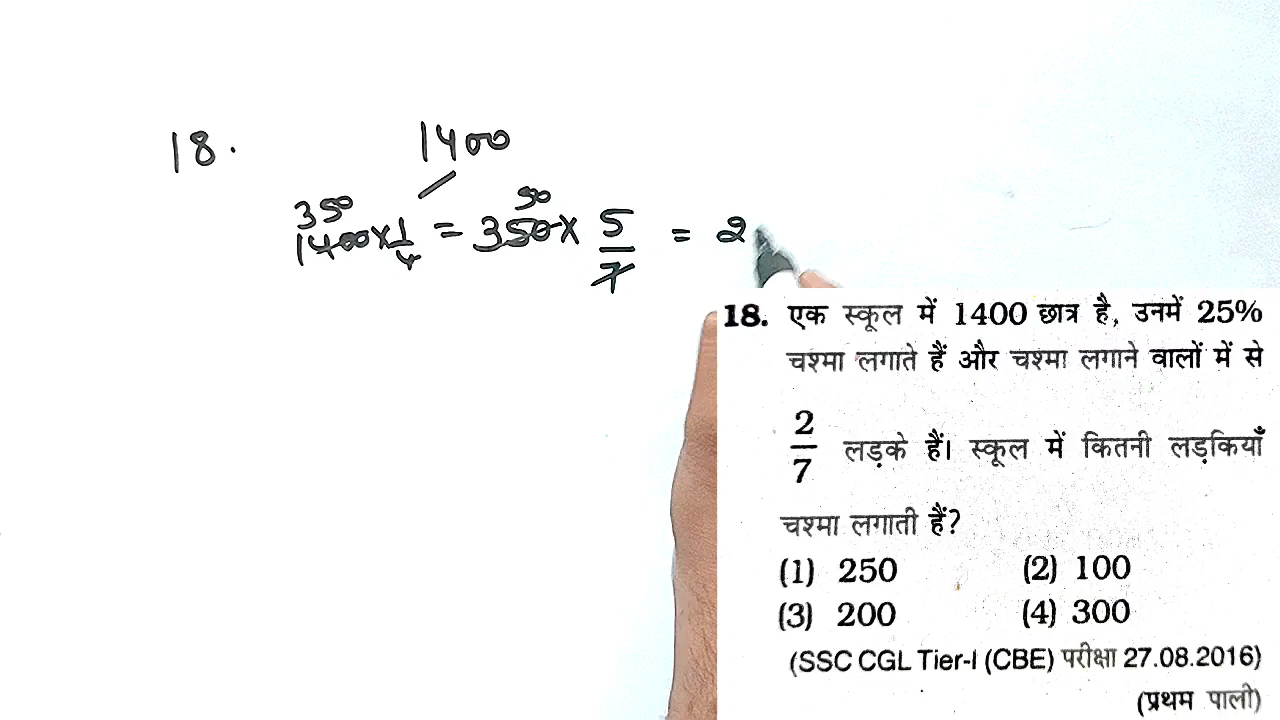 18.
1400
350 50
1400 × 1/4 = 350 × 5/7 = 2
18. एक स्कूल में 1400 छात्र है, उनमें 25%
चश्मा लगाते हैं और चश्मा लगाने वालों में से
2/7 लड़के हैं। स्कूल में कितनी लड़कियाँ
चश्मा लगाती हैं?
(1) 250 (2) 100
(3) 200 (4) 300
(SSC CGL Tier-I (CBE) परीक्षा 27.08.2016)
(प्रथम पाली)